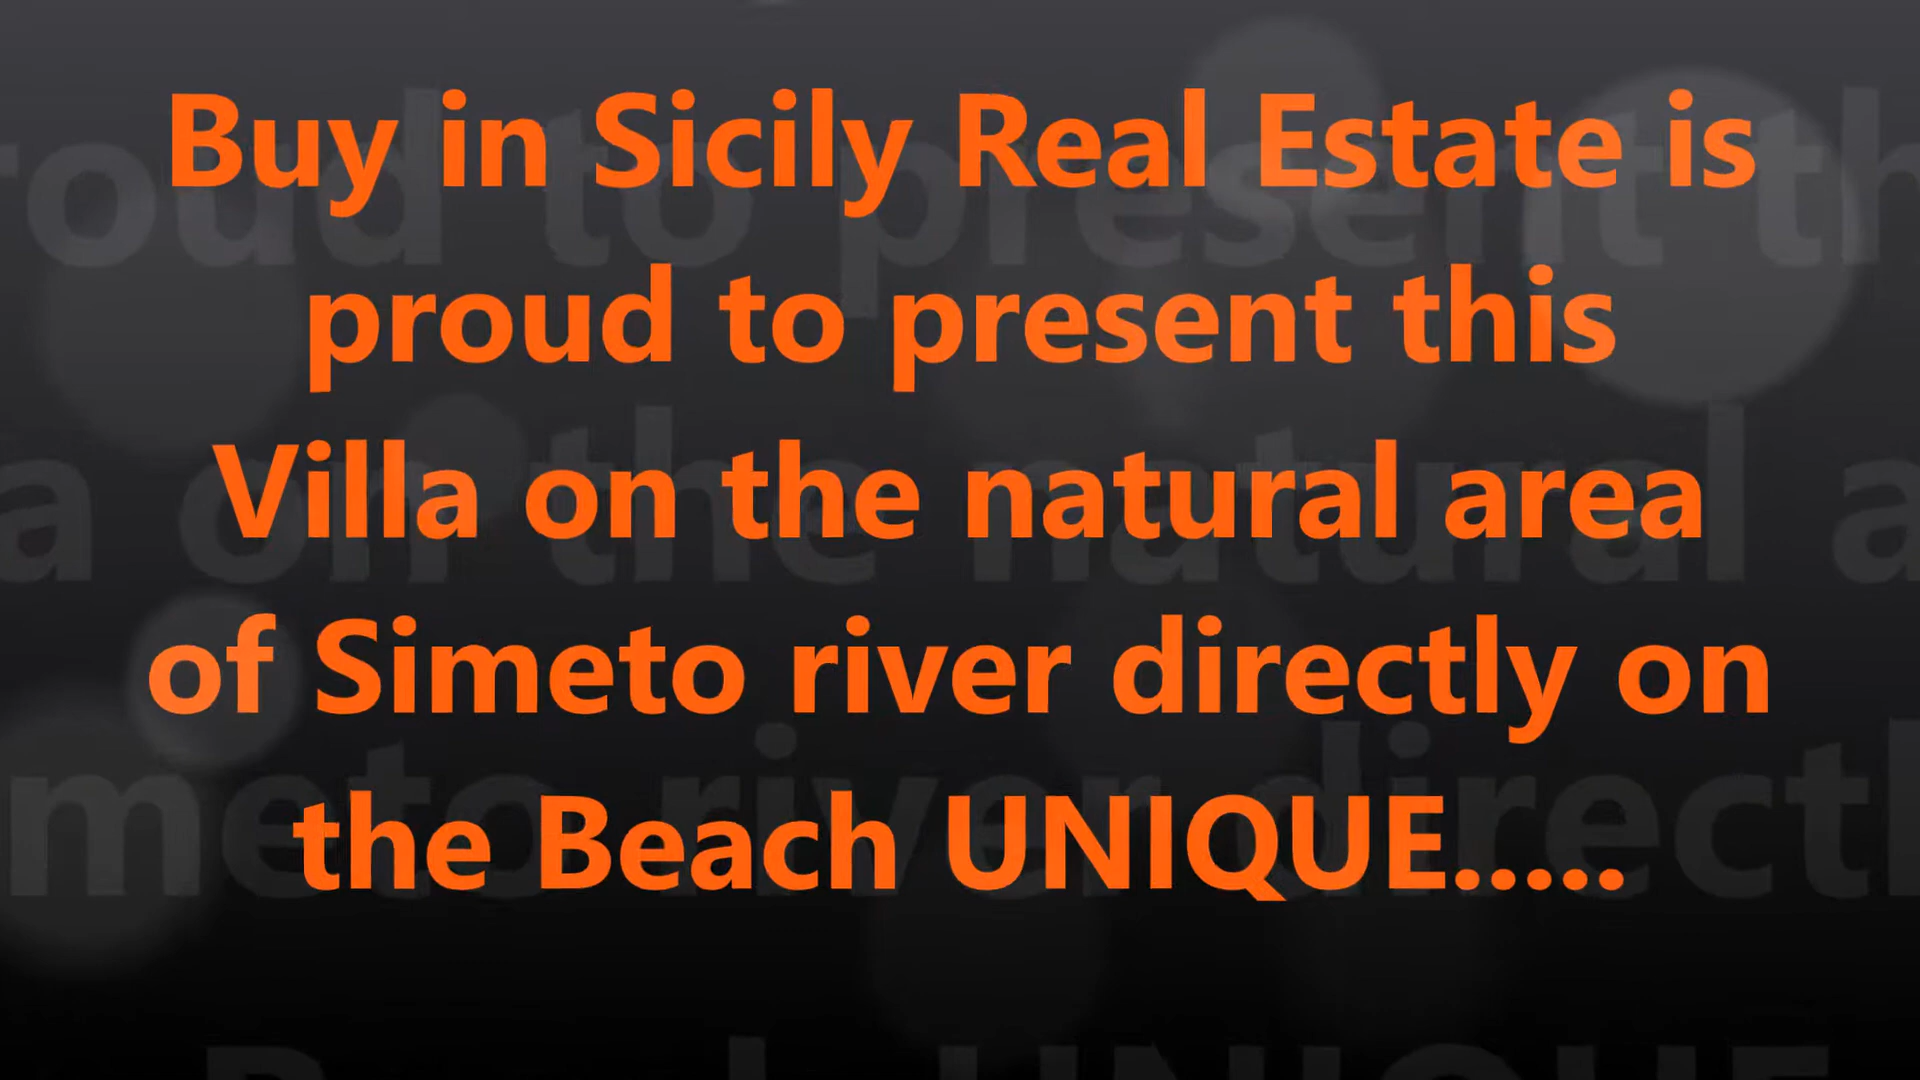 Buy in Sicily Real Estate is
proud to present this
Villa on the natural area
of Simeto river directly on
the Beach UNIQUE.....